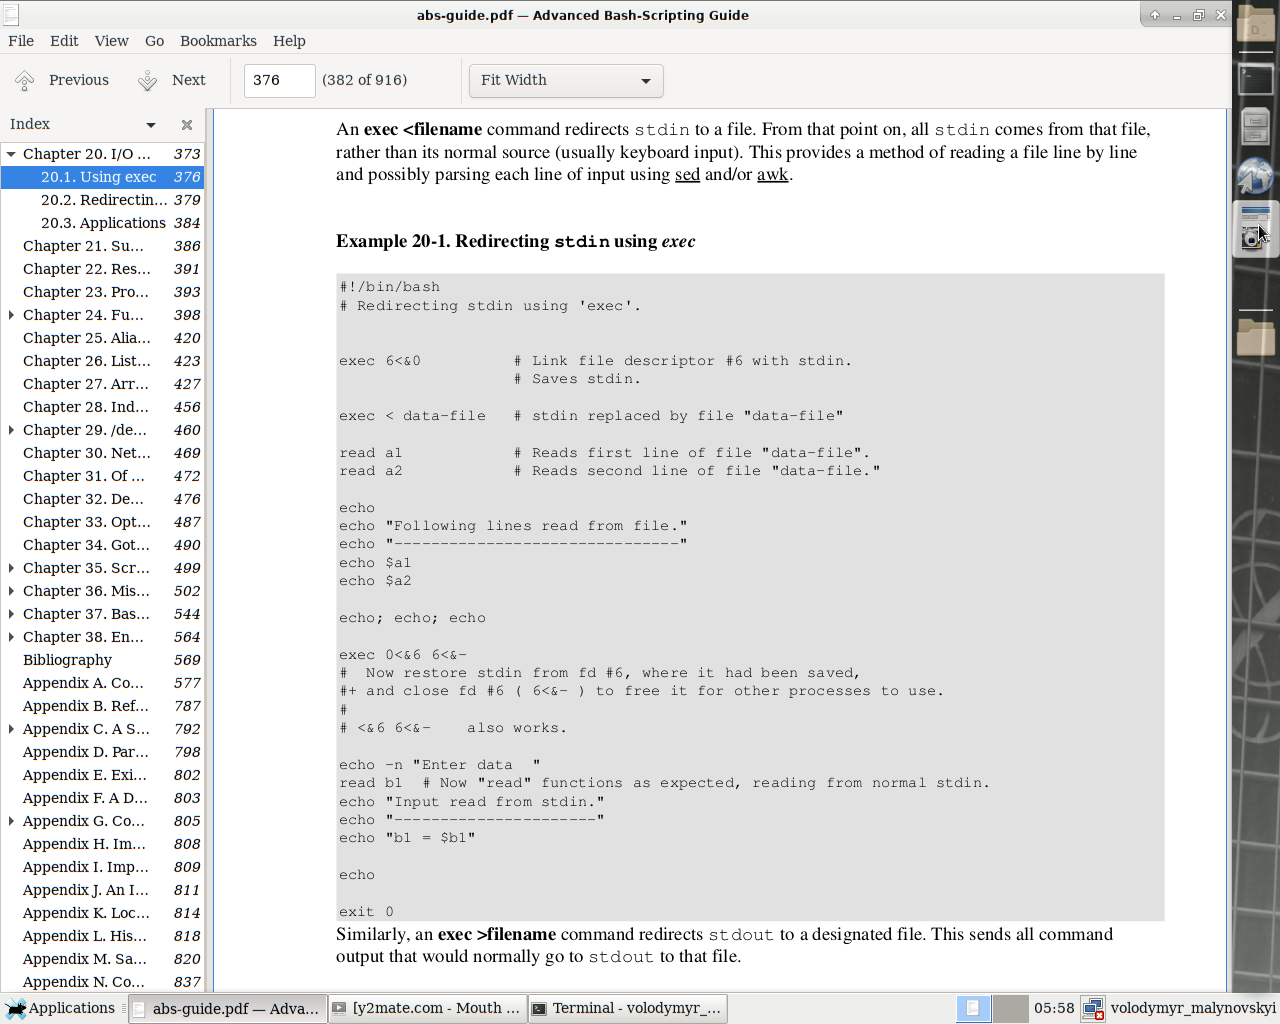 abs-guide.pdf — Advanced Bash-Scripting Guide
File Edit View Go Bookmarks Help
Previous Next 376 (382 of 916) Fit Width
Index
Chapter 20. I/O ... 373
20.1. Using exec 376
20.2. Redirectin... 379
20.3. Applications 384
Chapter 21. Su... 386
Chapter 22. Res... 391
Chapter 23. Pro... 393
Chapter 24. Fu... 398
Chapter 25. Alia... 420
Chapter 26. List... 423
Chapter 27. Arr... 427
Chapter 28. Ind... 456
Chapter 29. /de... 460
Chapter 30. Net... 469
Chapter 31. Of ... 472
Chapter 32. De... 476
Chapter 33. Opt... 487
Chapter 34. Got... 490
Chapter 35. Scr... 499
Chapter 36. Mis... 502
Chapter 37. Bas... 544
Chapter 38. En... 564
Bibliography 569
Appendix A. Co... 577
Appendix B. Ref... 787
Appendix C. A S... 792
Appendix D. Par... 798
Appendix E. Exi... 802
Appendix F. A D... 803
Appendix G. Co... 805
Appendix H. Im... 808
Appendix I. Imp... 809
Appendix J. An I... 811
Appendix K. Loc... 814
Appendix L. His... 818
Appendix M. Sa... 820
Appendix N. Co... 837
An exec <filename command redirects stdin to a file. From that point on, all stdin comes from that file,
rather than its normal source (usually keyboard input). This provides a method of reading a file line by line
and possibly parsing each line of input using sed and/or awk.
Example 20-1. Redirecting stdin using exec
#!/bin/bash
# Redirecting stdin using 'exec'.
exec 6<&0 # Link file descriptor #6 with stdin.
# Saves stdin.
exec < data-file # stdin replaced by file "data-file"
read a1 # Reads first line of file "data-file".
read a2 # Reads second line of file "data-file."
echo
echo "Following lines read from file."
echo "-------------------------------"
echo $a1
echo $a2
echo; echo; echo
exec 0<&6 6<&-
#  Now restore stdin from fd #6, where it had been saved,
#+ and close fd #6 ( 6<&- ) to free it for other processes to use.
#
# <&6 6<&-    also works.
echo -n "Enter data  "
read b1  # Now "read" functions as expected, reading from normal stdin.
echo "Input read from stdin."
echo "----------------------"
echo "b1 = $b1"
echo
exit 0
Similarly, an exec >filename command redirects stdout to a designated file. This sends all command
output that would normally go to stdout to that file.
Applications abs-guide.pdf — Adva... [y2mate.com - Mouth ... Terminal - volodymyr_... 05:58 volodymyr_malynovskyi